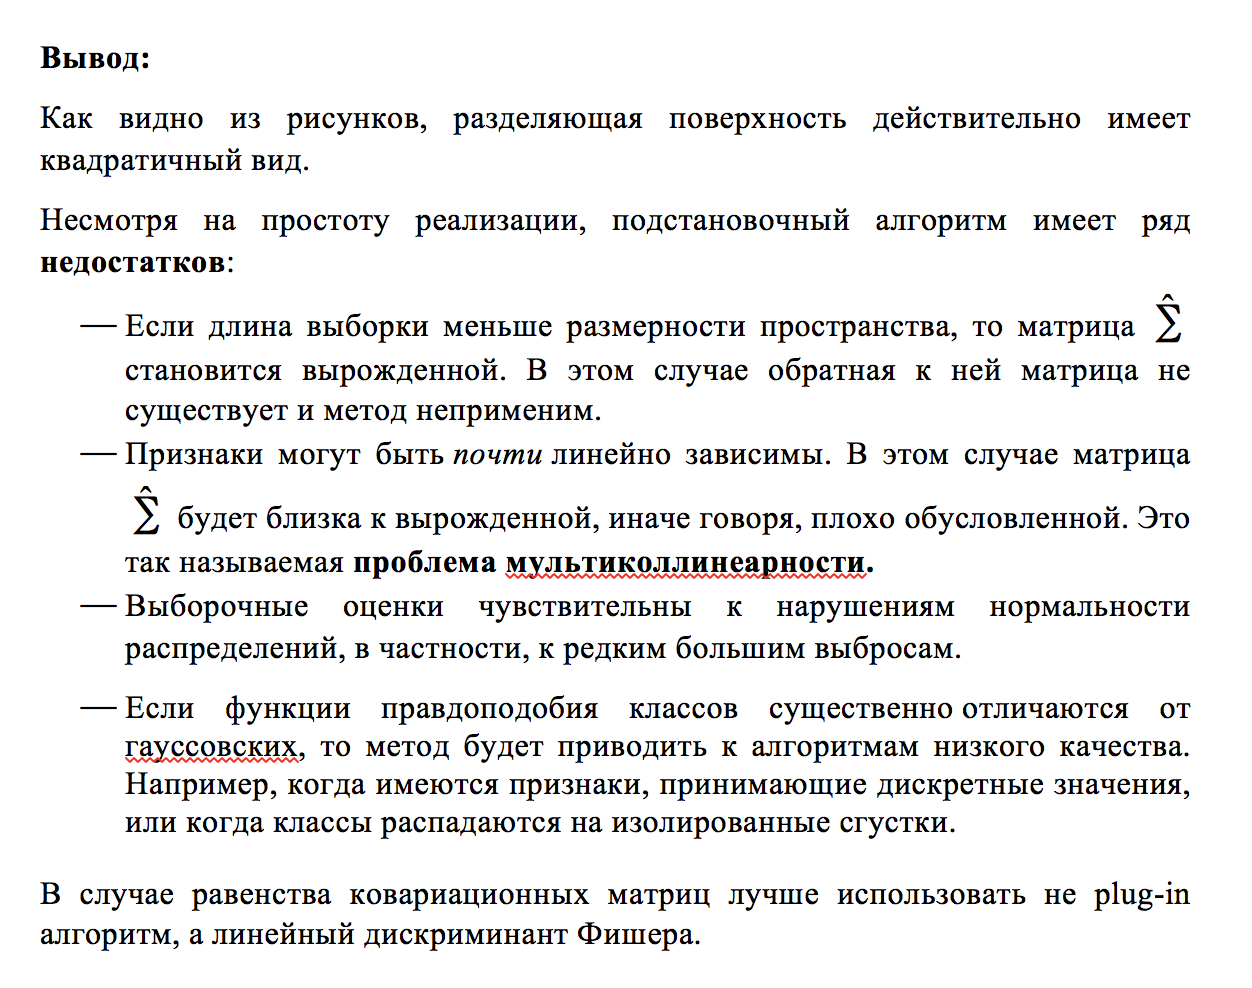 Вывод:
Как видно из рисунков, разделяющая поверхность действительно имеет
квадратичный вид.
Несмотря на простоту реализации, подстановочный алгоритм имеет ряд
недостатков:
— Если длина выборки меньше размерности пространства, то матрица Σ̂
становится вырожденной. В этом случае обратная к ней матрица не
существует и метод неприменим.
— Признаки могут быть почти линейно зависимы. В этом случае матрица
Σ̂ будет близка к вырожденной, иначе говоря, плохо обусловленной. Это
так называемая проблема мультиколлинеарности.
— Выборочные оценки чувствительны к нарушениям нормальности
распределений, в частности, к редким большим выбросам.
— Если функции правдоподобия классов существенно отличаются от
гауссовских, то метод будет приводить к алгоритмам низкого качества.
Например, когда имеются признаки, принимающие дискретные значения,
или когда классы распадаются на изолированные сгустки.
В случае равенства ковариационных матриц лучше использовать не plug-in
алгоритм, а линейный дискриминант Фишера.